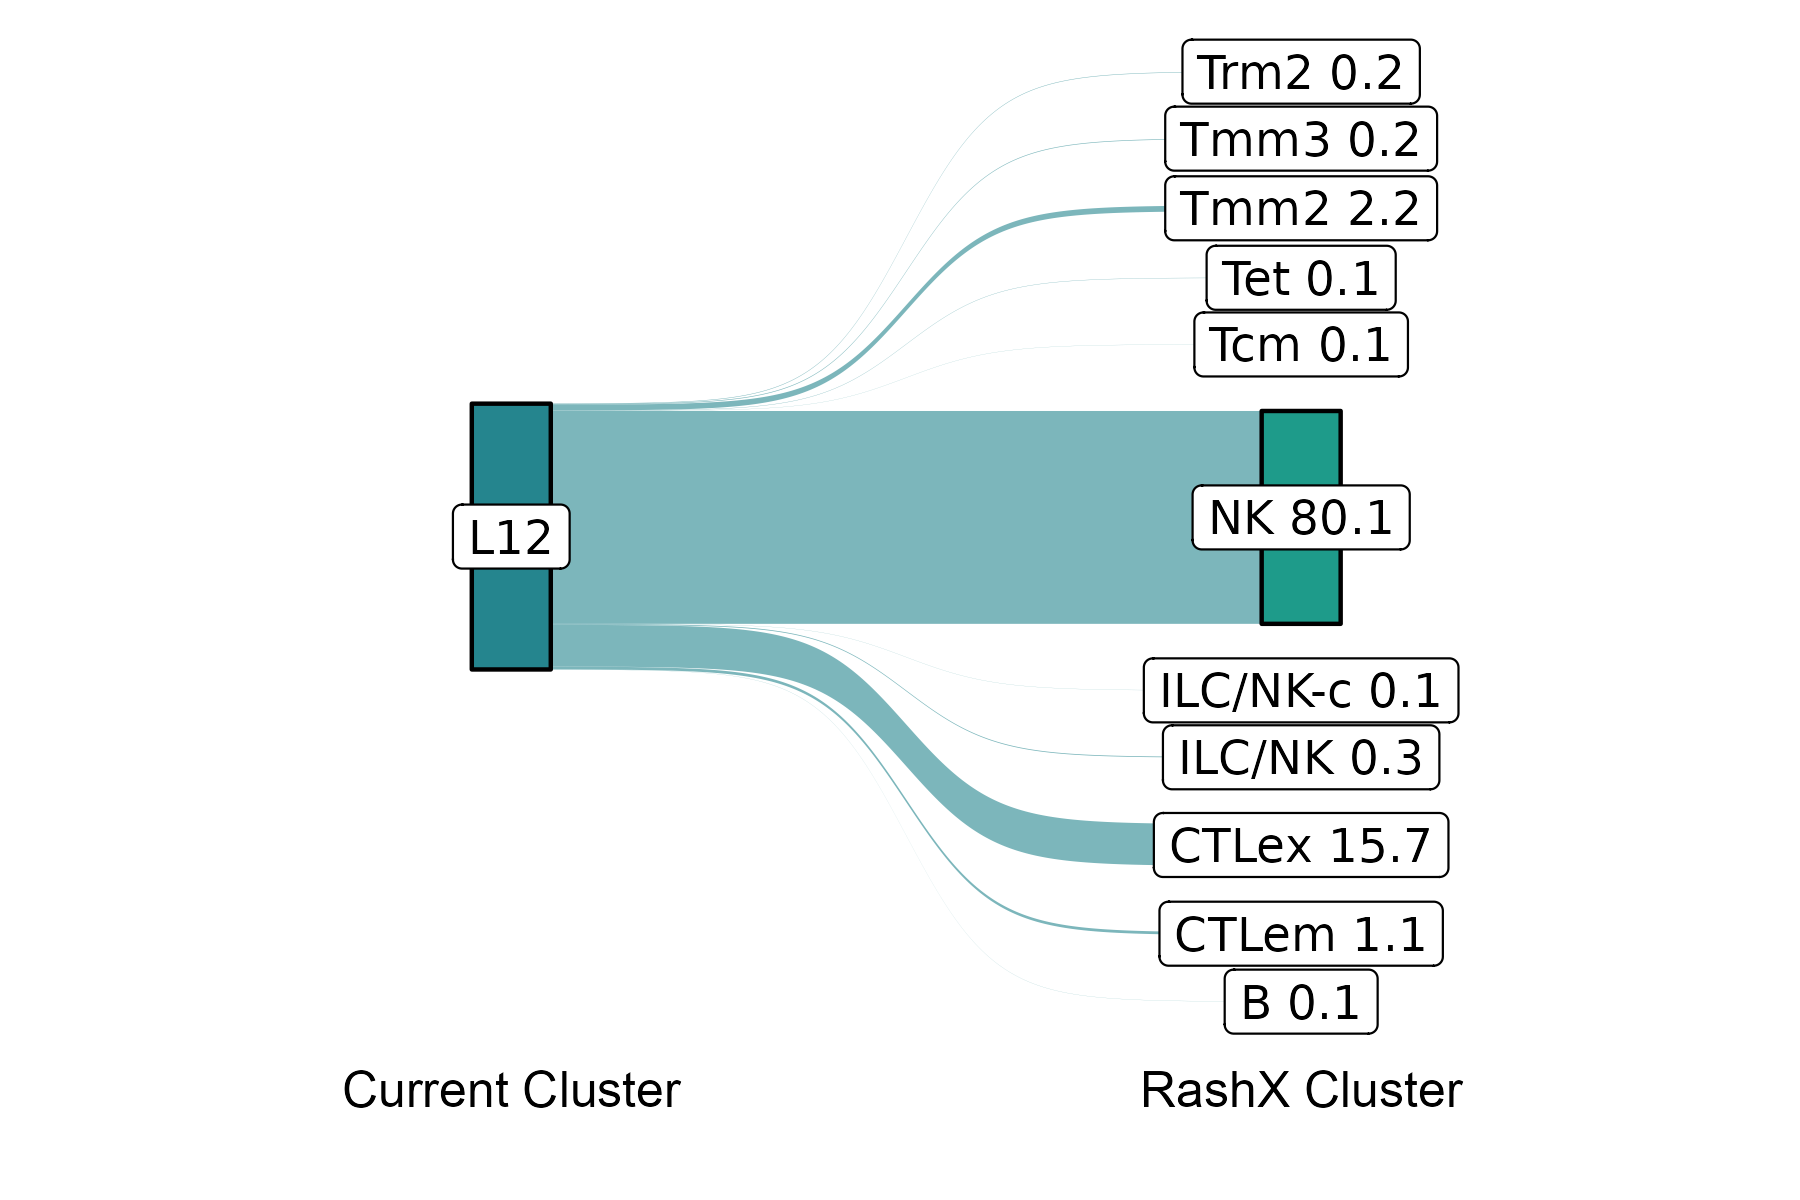 Trm2 0.2
Tmm3 0.2
Tmm2 2.2
Tet 0.1
Tcm 0.1
L12
NK 80.1
ILC/NK-c 0.1
ILC/NK 0.3
CTLex 15.7
CTLem 1.1
B 0.1
Current Cluster
RashX Cluster